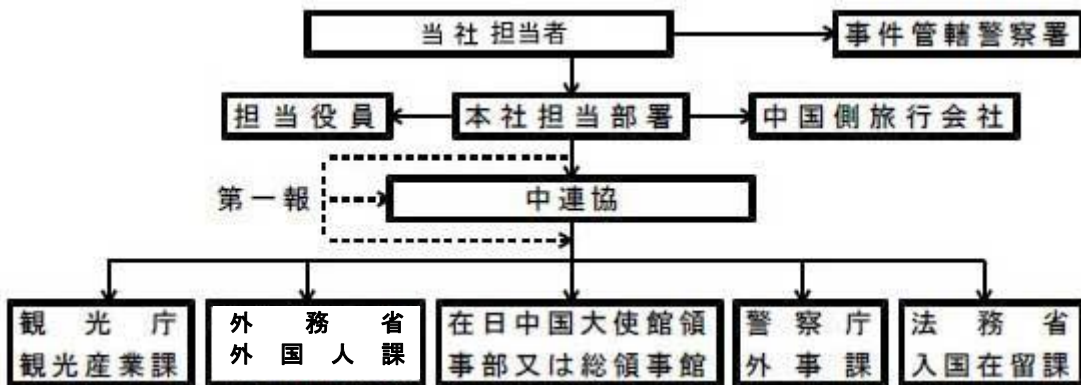 当社担当者
事件管轄警察署
担当役員
本社担当部署
中国側旅行会社
第一報
中連協
観光庁
観光産業課
外務省
外国人課
在日中国大使館領
事部又は総領事館
警察庁
外事課
法務省
入国在留課